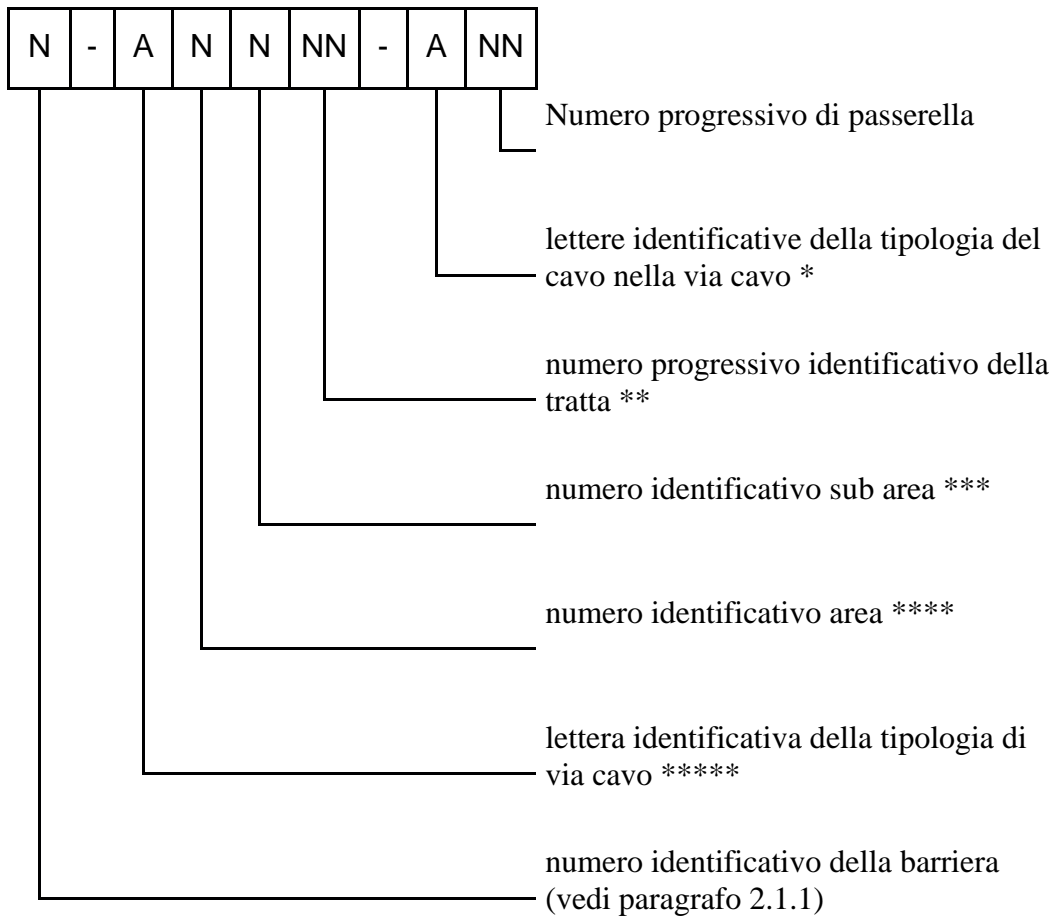 N - A N N NN - A NN
Numero progressivo di passerella
lettere identificative della tipologia del
cavo nella via cavo *
numero progressivo identificativo della
tratta **
numero identificativo sub area ***
numero identificativo area ****
lettera identificativa della tipologia di
via cavo *****
numero identificativo della barriera
(vedi paragrafo 2.1.1)